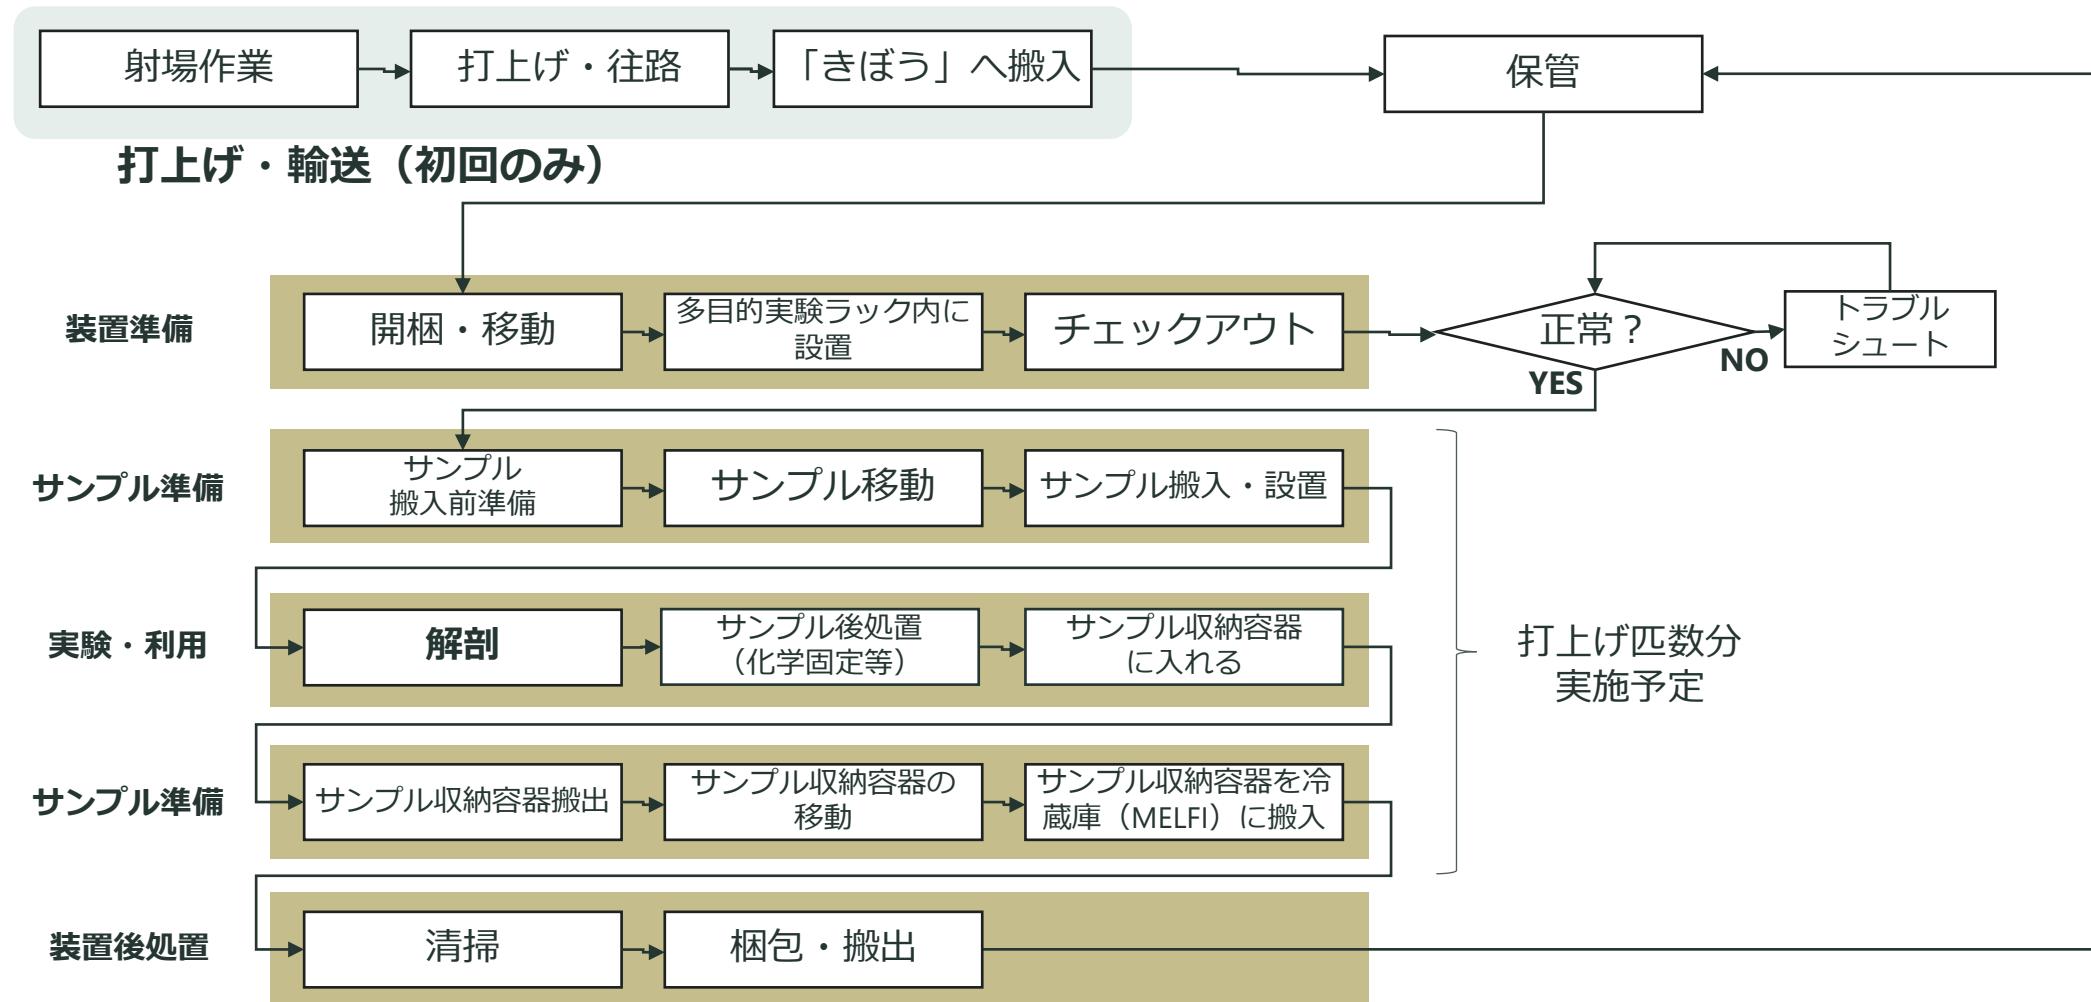 射場作業
打上げ・往路
「きぼう」へ搬入
保管
打上げ・輸送（初回のみ）
装置準備
開梱・移動
多目的実験ラック内に
設置
チェックアウト
正常？
トラブル
シュート
NO
YES
サンプル準備
サンプル
搬入前準備
サンプル移動
サンプル搬入・設置
実験・利用
解剖
サンプル後処置
（化学固定等）
サンプル収納容器
に入れる
打上げ匹数分
実施予定
サンプル準備
サンプル収納容器搬出
サンプル収納容器の
移動
サンプル収納容器を冷
蔵庫（MELFI）に搬入
装置後処置
清掃
梱包・搬出